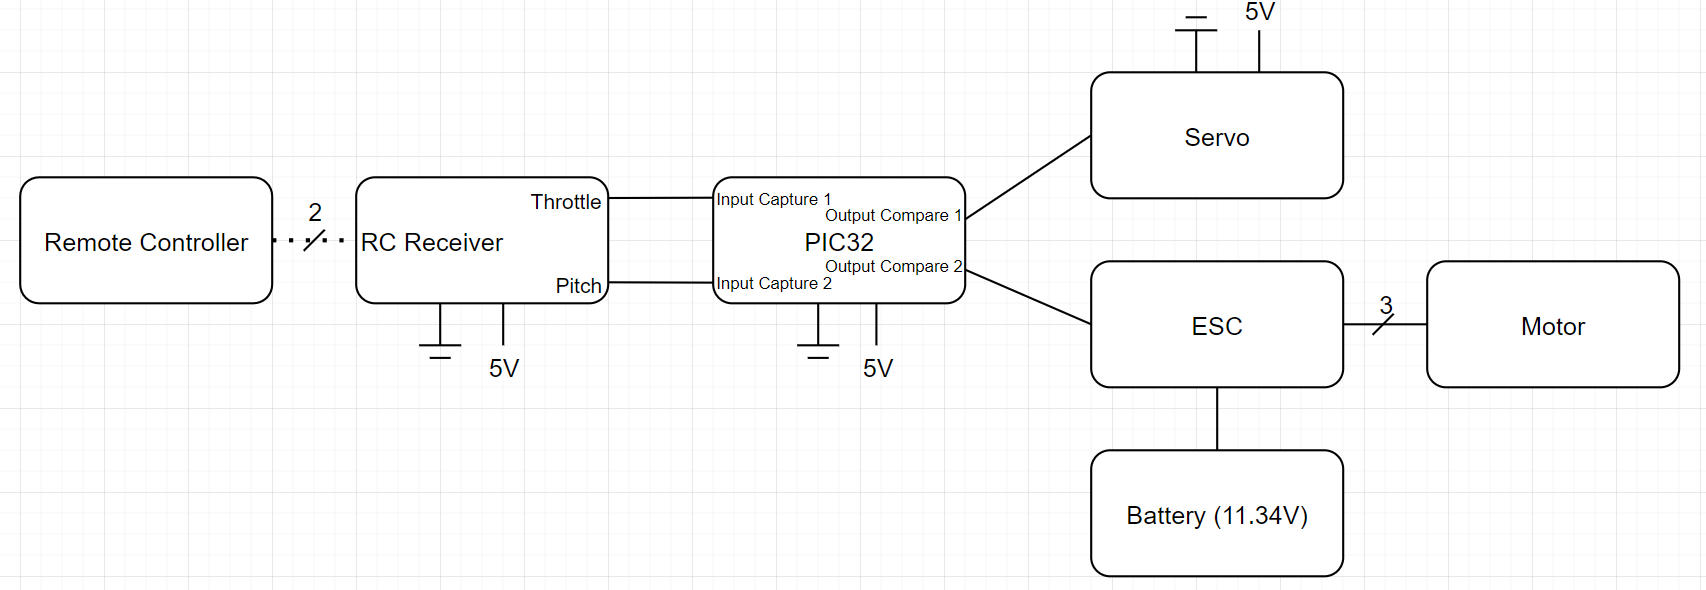 5V
Servo
2
Remote Controller
RC Receiver
Throttle
Pitch
5V
Input Capture 1
Output Compare 1
PIC32
Output Compare 2
Input Capture 2
5V
ESC
3
Motor
Battery (11.34V)